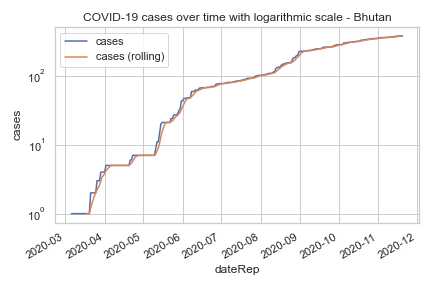 COVID-19 cases over time with logarithmic scale - Bhutan
cases
cases (rolling)
10²
10¹
10⁰
cases
2020-03
2020-04
2020-05
2020-06
2020-07
2020-08
2020-09
2020-10
2020-11
2020-12
dateRep